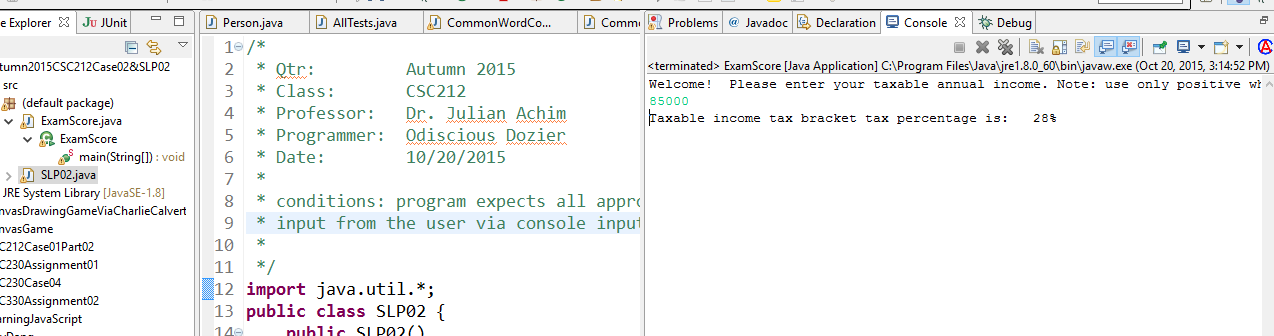 e Explorer JUnit
tumn2015CSC212Case02&SLP02
src
(default package)
ExamScore.java
ExamScore
main(String[]) : void
SLP02.java
JRE System Library [JavaSE-1.8]
nvasDrawingGameViaCharlieCalvert
nvasGame
C212Case01Part02
C230Assignment01
C230Case04
C330Assignment02
arningJavaScript
Person.java AllTests.java CommonWordCo... Commo
1 /*
2 * Qtr: Autumn 2015
3 * Class: CSC212
4 * Professor: Dr. Julian Achim
5 * Programmer: Odiscious Dozier
6 * Date: 10/20/2015
7 *
8 * conditions: program expects all appro
9 * input from the user via console input
10 *
11 */
12 import java.util.*;
13 public class SLP02 {
14 public SLP02()
Problems Javadoc Declaration Console Debug
<terminated> ExamScore [Java Application] C:\Program Files\Java\jre1.8.0_60\bin\javaw.exe (Oct 20, 2015, 3:14:52 PM)
Welcome! Please enter your taxable annual income. Note: use only positive wh
85000
Taxable income tax bracket tax percentage is: 28%